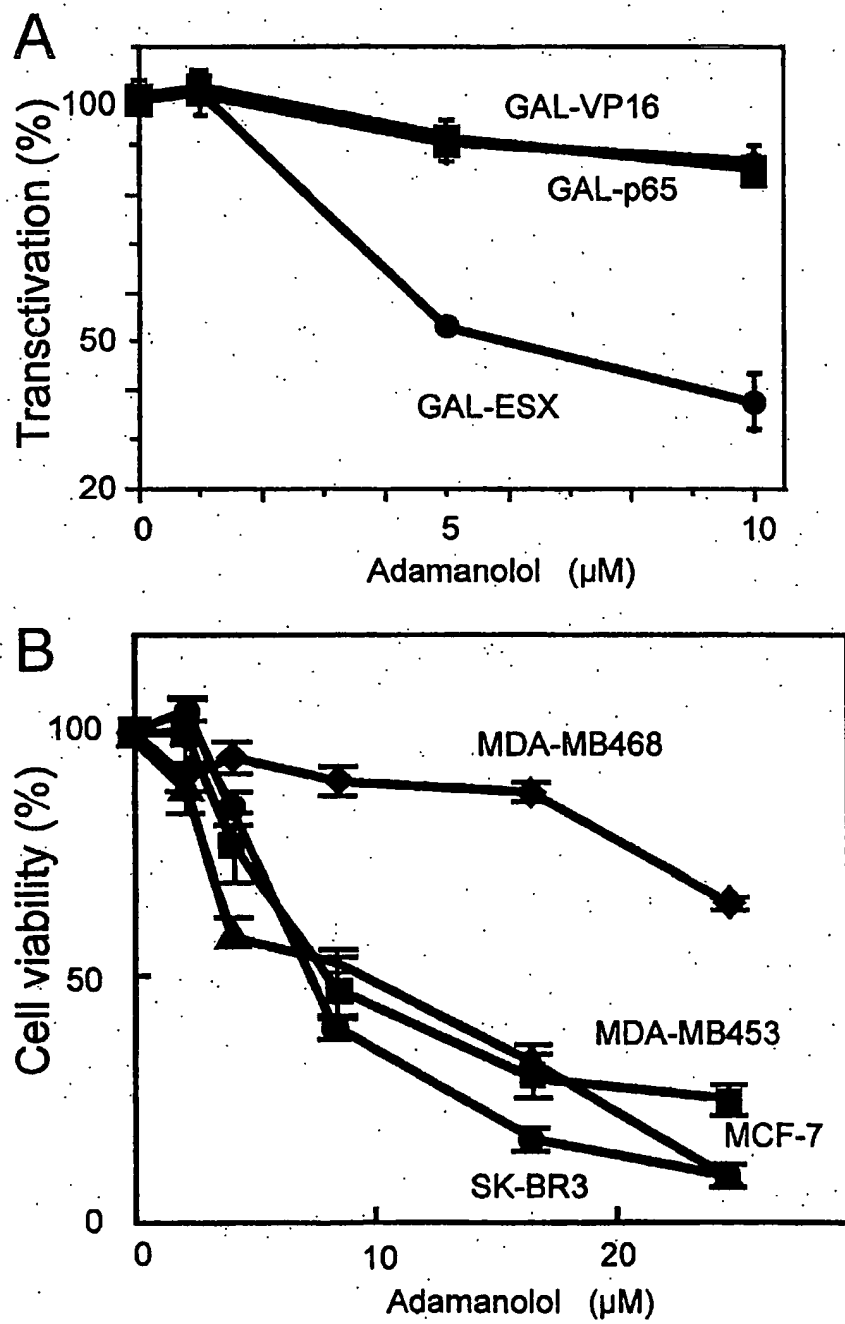 A
Transctivation (%)
100
50
20
GAL-VP16
GAL-p65
GAL-ESX
0 5 10
Adamanolol (µM)
B
Cell viability (%)
100
50
0
MDA-MB468
MDA-MB453
MCF-7
SK-BR3
0 10 20
Adamanolol (µM)